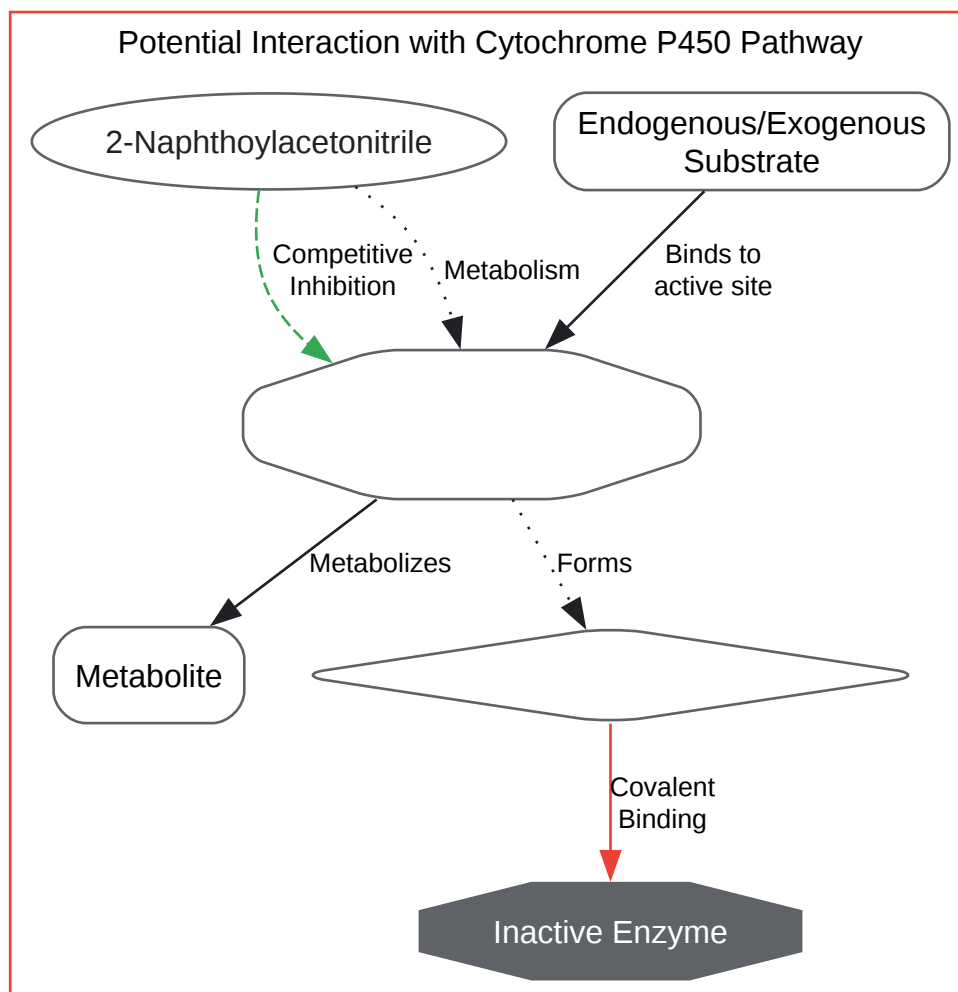 Potential Interaction with Cytochrome P450 Pathway
2-Naphthoylacetonitrile
Endogenous/Exogenous
Substrate
Competitive
Inhibition
Metabolism
Binds to
active site
Metabolizes
Forms
Metabolite
Covalent
Binding
Inactive Enzyme